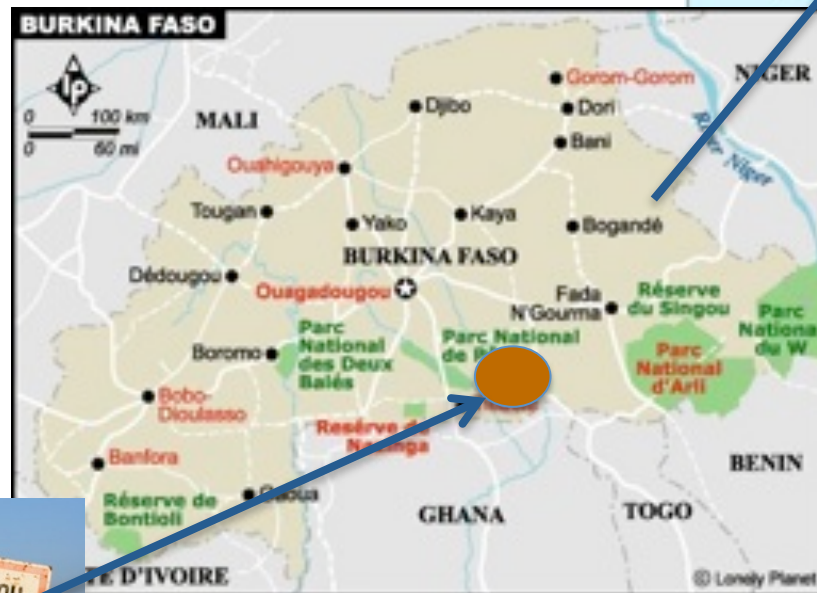 BURKINA FASO
lp
0 100 km
0 60 mi
MALI
NIGER
River Niger
Gorom-Gorom
Djibo
Dori
Bani
Ouahigouya
Tougan
Yako
Kaya
Bogandé
BURKINA FASO
Dédougou
Ouagadougou
Fada
N'Gourma
Réserve
du Singou
Parc
National
du W
Parc
National
des Deux
Balés
Parc National
de
Boromo
Parc
National
d'Arli
Bobo-
Dioulasso
Resérve de
Banfora
BENIN
Réserve de
Bontioli
GHANA
TOGO
D'IVOIRE
© Lonely Planet